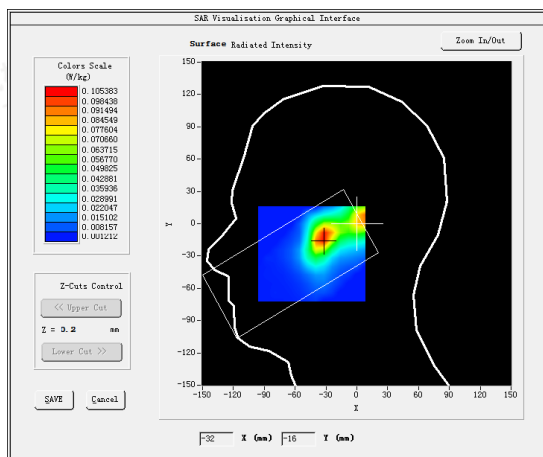 SAR Visualisation Graphical Interface
Surface Radiated Intensity
Zoom In/Out
Colors Scale
(W/kg)
0.105383
0.098438
0.091494
0.084549
0.077604
0.070660
0.063715
0.056770
0.049825
0.042881
0.035936
0.028991
0.022047
0.015102
0.008157
0.001212
150
120
90
60
30
0
-30
-60
-90
-120
-150
Y
-150 -120 -90 -60 -30 0 30 60 90 120 150
X
Z-Cuts Control
<< Upper Cut
Z = 0.2 mm
Lower Cut >>
SAVE Cancel
-32 X (mm) -16 Y (mm)